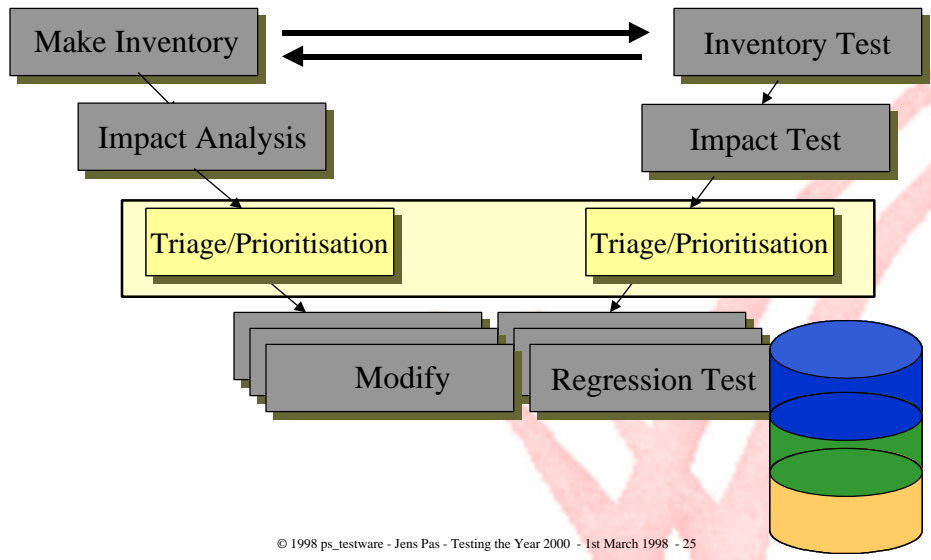 Make Inventory
Inventory Test
Impact Analysis
Impact Test
Triage/Prioritisation
Triage/Prioritisation
Modify
Regression Test
© 1998 ps_testware - Jens Pas - Testing the Year 2000 - 1st March 1998 - 25